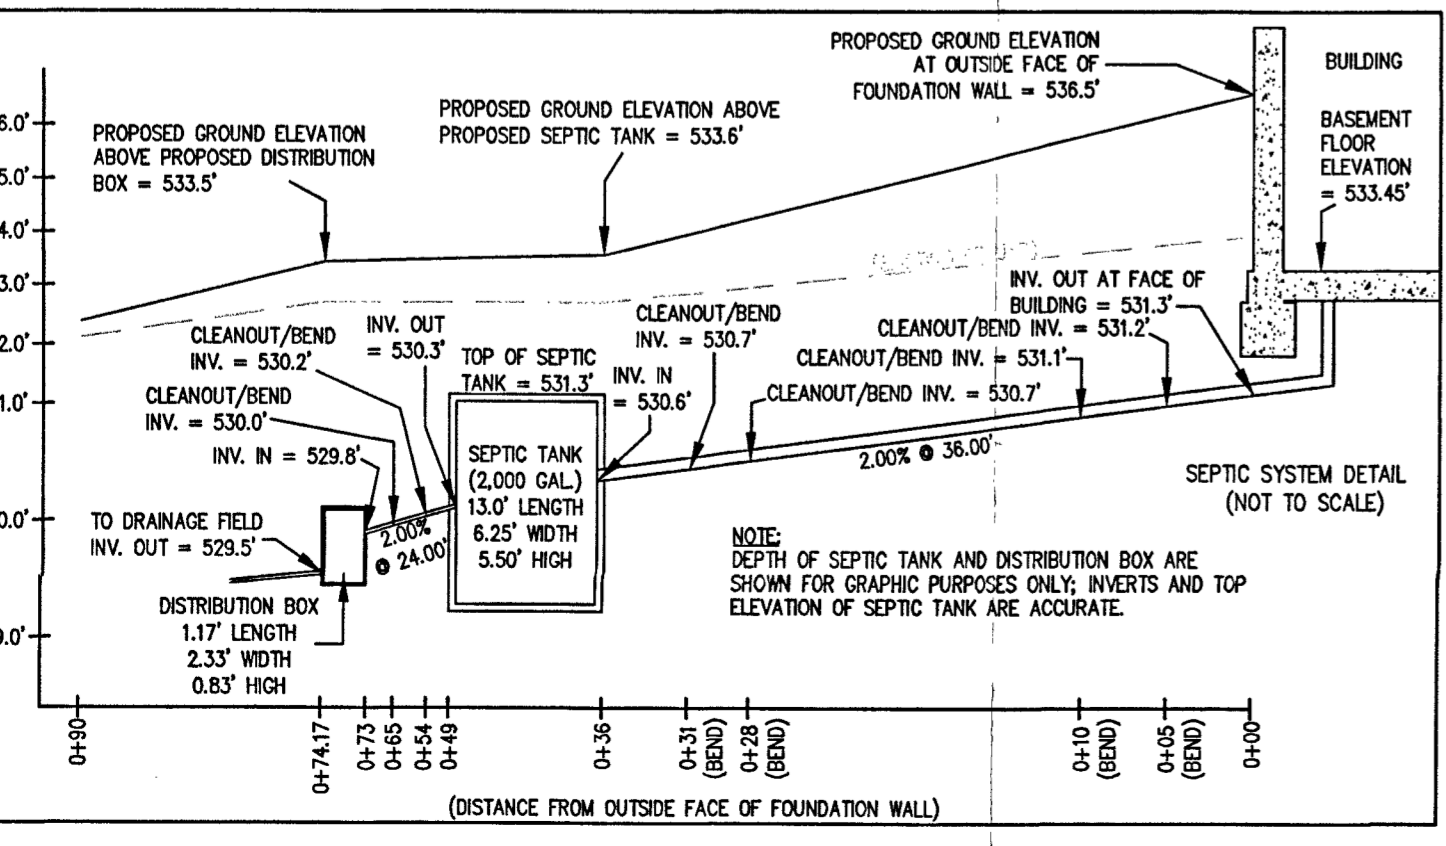 PROPOSED GROUND ELEVATION
AT OUTSIDE FACE OF
FOUNDATION WALL = 536.5'
BUILDING
BASEMENT
FLOOR
ELEVATION
= 533.45'
PROPOSED GROUND ELEVATION ABOVE
PROPOSED SEPTIC TANK = 533.6'
PROPOSED GROUND ELEVATION
ABOVE PROPOSED DISTRIBUTION
BOX = 533.5'
6.0'
5.0'
4.0'
3.0'
2.0'
1.0'
0.0'
9.0'
INV. OUT AT FACE OF
BUILDING = 531.3'
CLEANOUT/BEND INV. = 531.2'
CLEANOUT/BEND INV. = 531.1'
CLEANOUT/BEND INV. = 530.7'
CLEANOUT/BEND
INV. = 530.7'
INV. IN
= 530.6'
TOP OF SEPTIC
TANK = 531.3'
INV. OUT
= 530.3'
CLEANOUT/BEND
INV. = 530.2'
CLEANOUT/BEND
INV. = 530.0'
INV. IN = 529.8'
TO DRAINAGE FIELD
INV. OUT = 529.5'
2.00%
@ 24.00'
SEPTIC TANK
(2,000 GAL.)
13.0' LENGTH
6.25' WIDTH
5.50' HIGH
2.00% @ 36.00'
SEPTIC SYSTEM DETAIL
(NOT TO SCALE)
NOTE:
DEPTH OF SEPTIC TANK AND DISTRIBUTION BOX ARE
SHOWN FOR GRAPHIC PURPOSES ONLY; INVERTS AND TOP
ELEVATION OF SEPTIC TANK ARE ACCURATE.
DISTRIBUTION BOX
1.17' LENGTH
2.33' WIDTH
0.83' HIGH
0+90
0+74.17
0+73
0+65
0+54
0+49
0+36
0+31
(BEND)
0+28
(BEND)
0+10
(BEND)
0+05
(BEND)
0+00
(DISTANCE FROM OUTSIDE FACE OF FOUNDATION WALL)